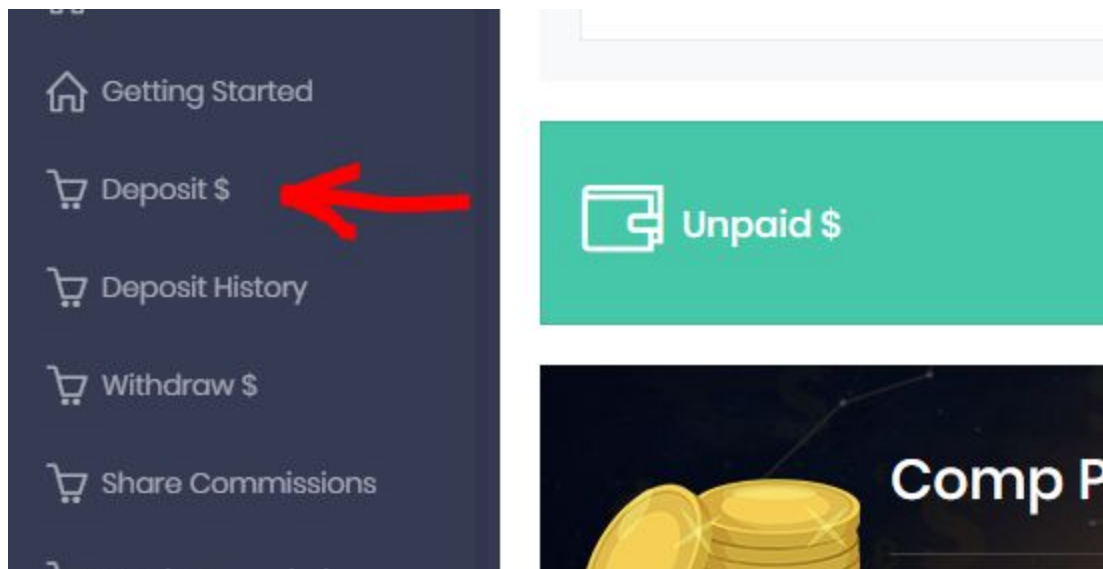 Getting Started
Deposit $
Deposit History
Withdraw $
Share Commissions
Unpaid $
Comp